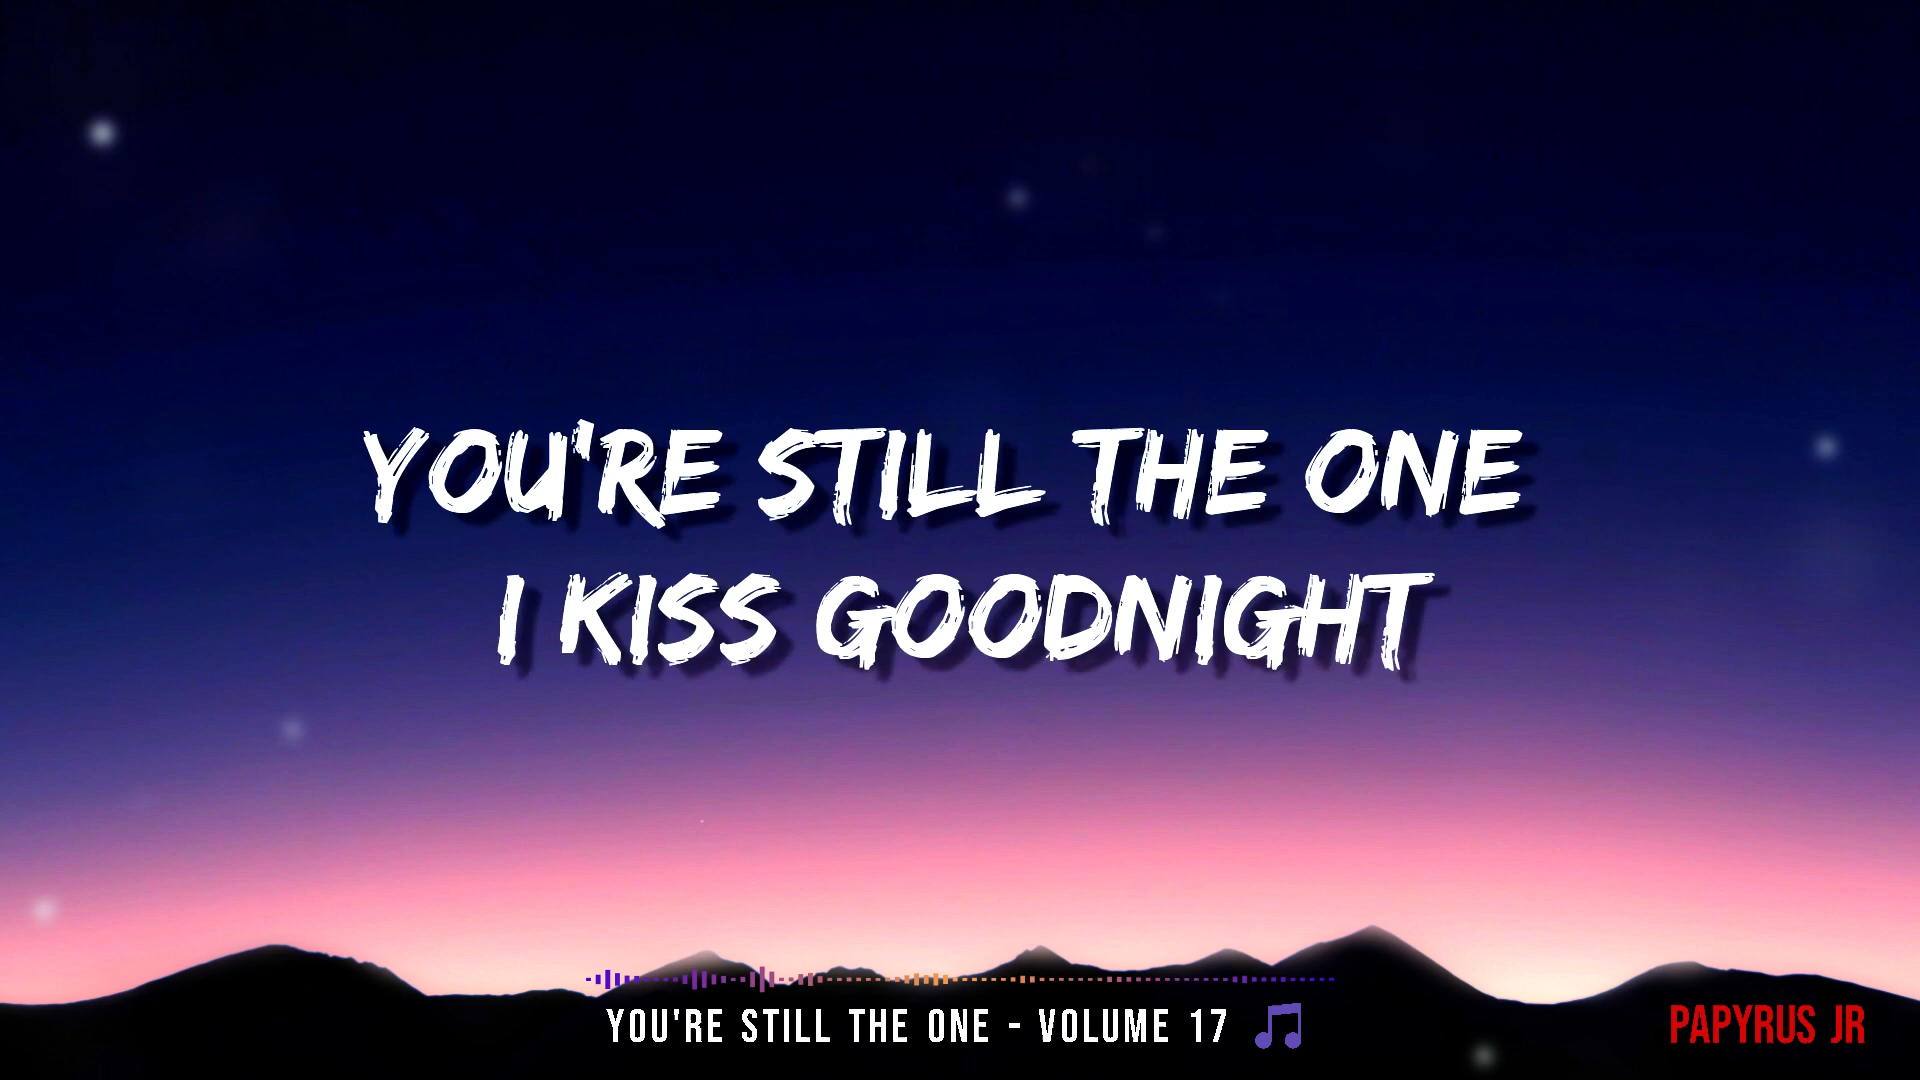 YOU'RE STILL THE ONE
I KISS GOODNIGHT
YOU'RE STILL THE ONE - VOLUME 17
PAPYRUS JR